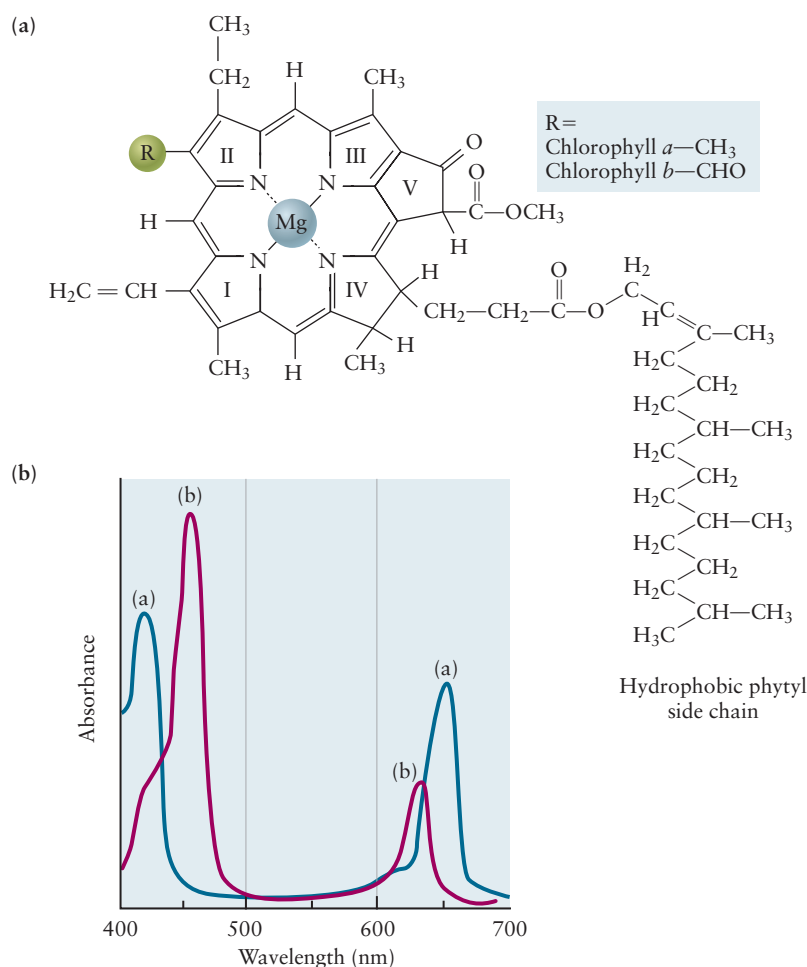 (a)
CH₃
CH₂
H
CH₃
R
II
III
V
O
N
N
Mg
H
N
N
I
IV
O
C—OCH₃
H
H₂C=CH
CH₃
H
CH₃
H
H
CH₂—CH₂—C—O
O
H₂
C
H
C—CH₃
H₂C
CH₂
H₂C
CH—CH₃
H₂C
CH₂
H₂C
CH—CH₃
H₂C
CH₂
H₂C
CH—CH₃
H₃C
Hydrophobic phytyl
side chain
R=
Chlorophyll a—CH₃
Chlorophyll b—CHO
(b)
(b)
(a)
(a)
(b)
Absorbance
400 500 600 700
Wavelength (nm)